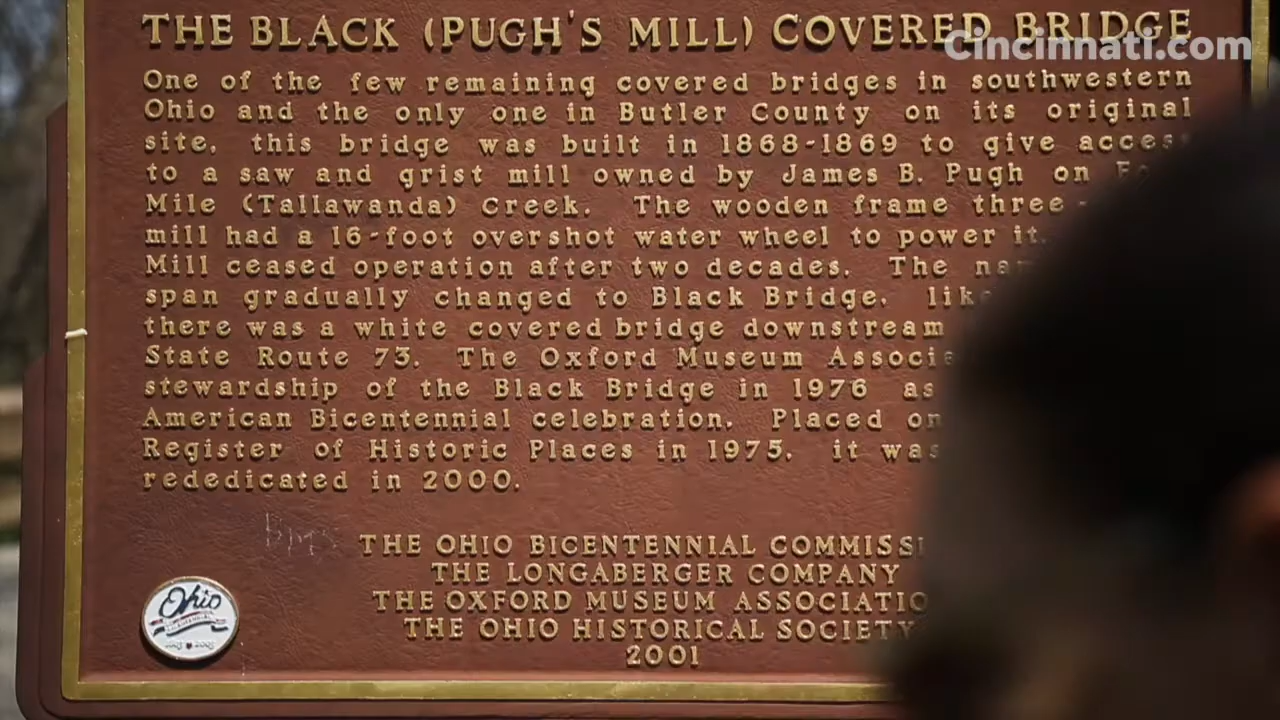 THE BLACK (PUGH'S MILL) COVERED BRIDGE
Cincinnati.com
One of the few remaining covered bridges in southwestern
Ohio and the only one in Butler County on its original
site, this bridge was built in 1868-1869 to give access
to a saw and grist mill owned by James B. Pugh on
Mile (Tallawanda) Creek. The wooden frame three-
mill had a 16-foot overshot water wheel to power it.
Mill ceased operation after two decades. The
span gradually changed to Black Bridge,
there was a white covered bridge downstream
State Route 73. The Oxford Museum
stewardship of the Black Bridge in 1976 as
American Bicentennial celebration. Placed on
Register of Historic Places in 1975, it was
rededicated in 2000.
THE OHIO BICENTENNIAL
THE LONGABERGER COMPANY
THE OXFORD MUSEUM ASSOCIATIO
THE OHIO HISTORICAL SOCIETY
2001
Ohio